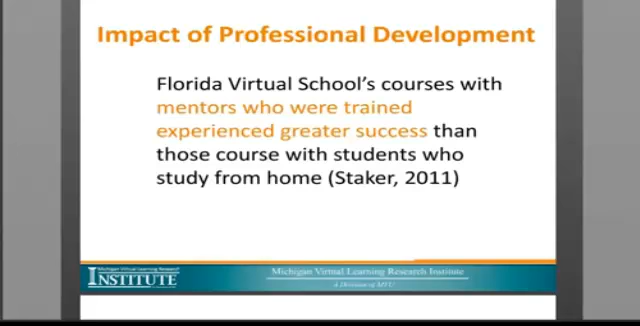 Impact of Professional Development
Florida Virtual School's courses with
mentors who were trained
experienced greater success than
those course with students who
study from home (Staker, 2011)
Michigan Virtual Learning Research
INSTITUTE
Michigan Virtual Learning Research Institute
A Division of MVU